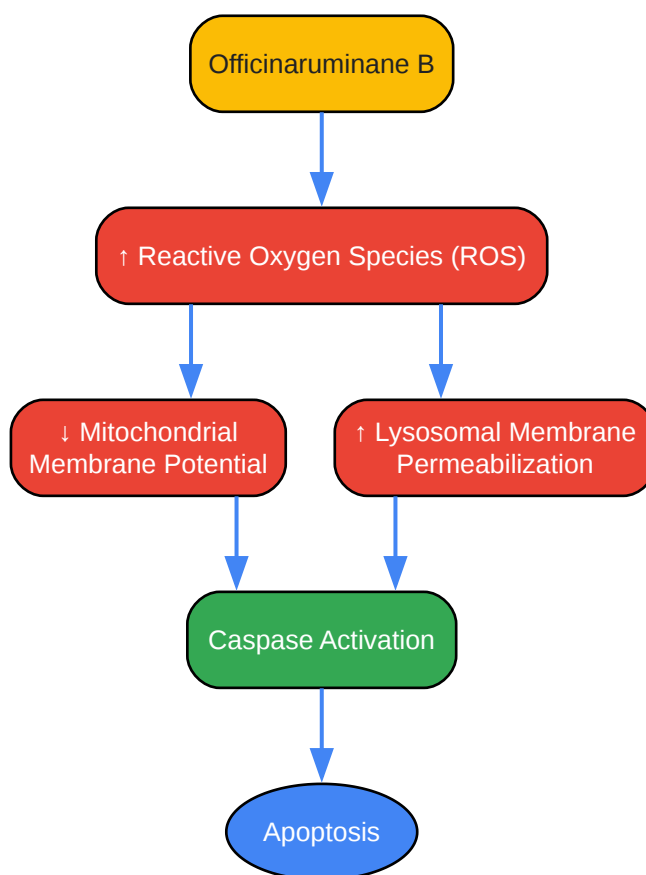 Officinaruminane B
↑ Reactive Oxygen Species (ROS)
↓ Mitochondrial
Membrane Potential
↑ Lysosomal Membrane
Permeabilization
Caspase Activation
Apoptosis